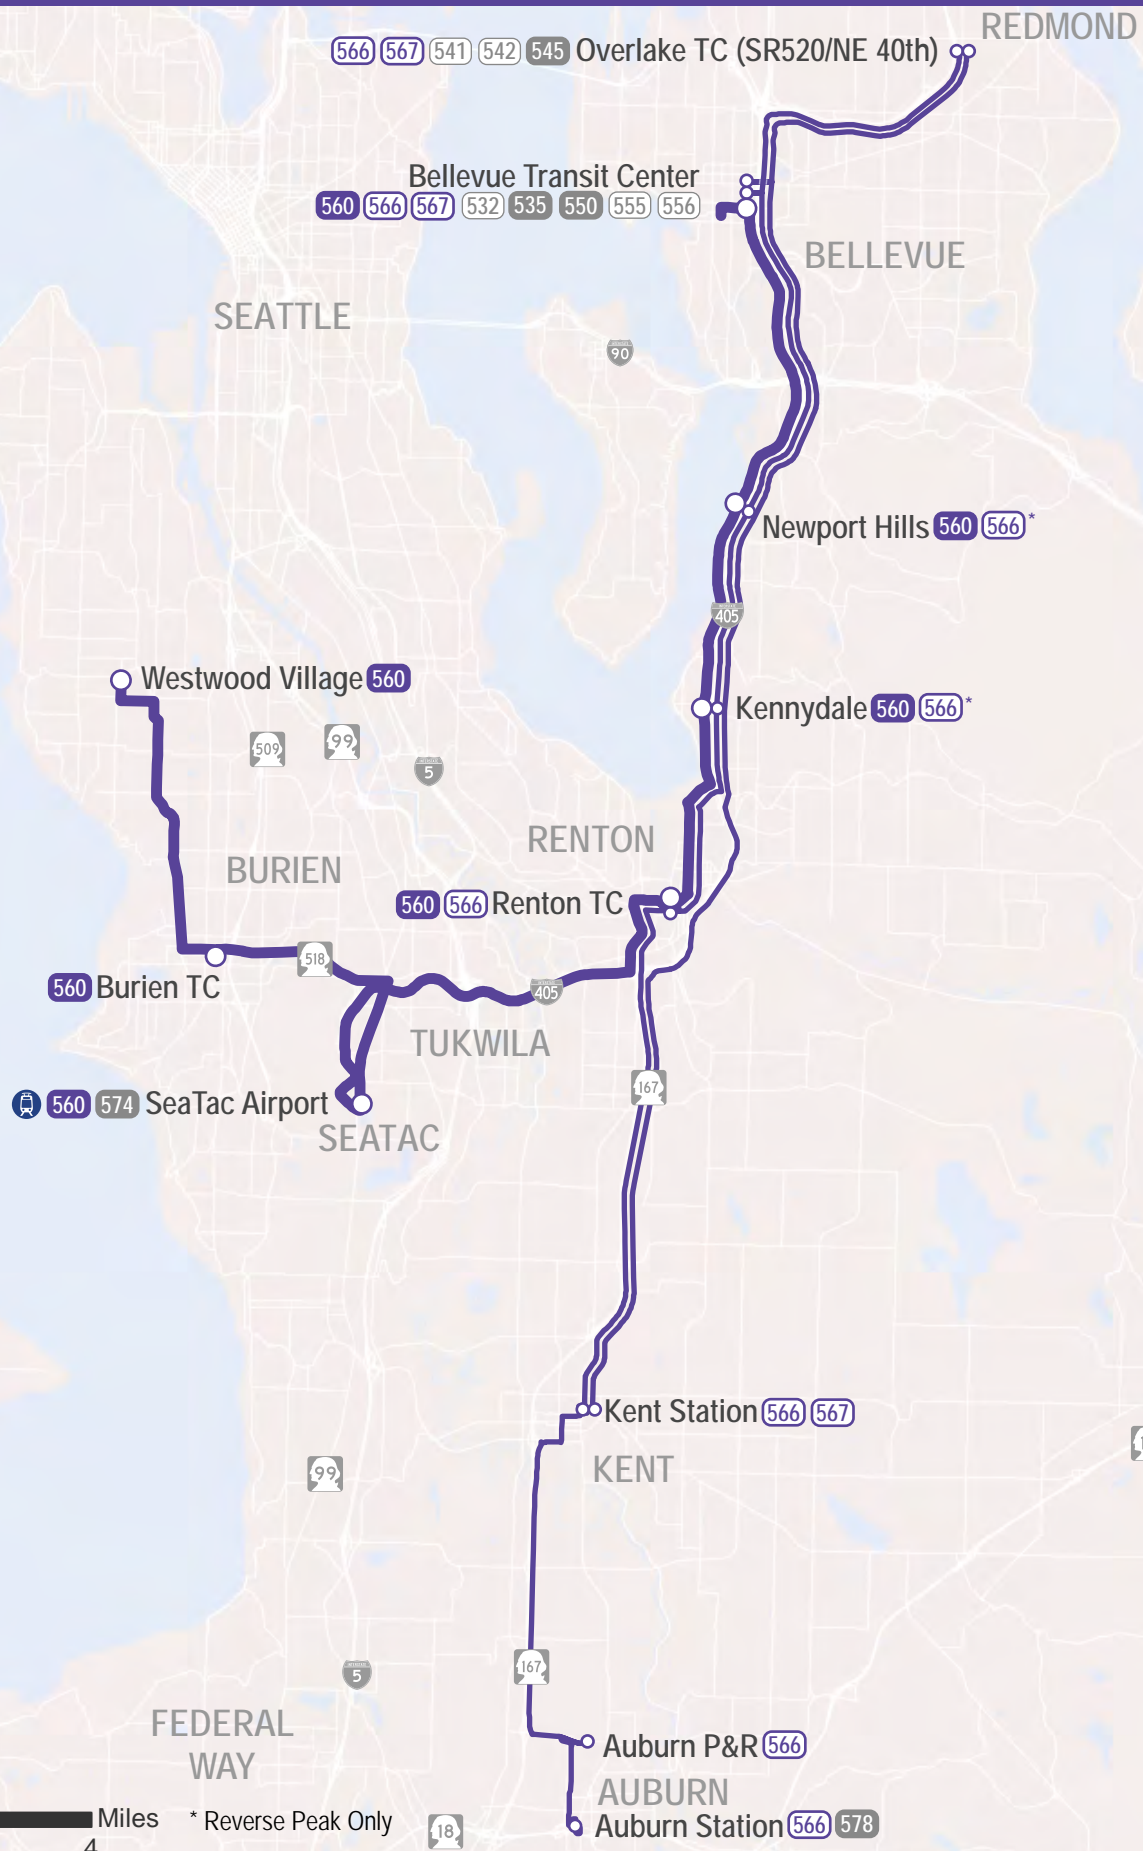 REDMOND
566 567 541 542 545 Overlake TC (SR520/NE 40th)
Bellevue Transit Center
560 566 567 532 535 550 555 556
BELLEVUE
SEATTLE
90
Newport Hills 560 566*
405
Westwood Village 560
Kennydale 560 566*
509
99
5
RENTON
BURIEN
560 566 Renton TC
518
560 Burien TC
405
TUKWILA
167
560 574 SeaTac Airport
SEATAC
Kent Station 566 567
KENT
99
167
5
FEDERAL
WAY
Auburn P&R 566
AUBURN
Miles
4
* Reverse Peak Only
18
Auburn Station 566 578